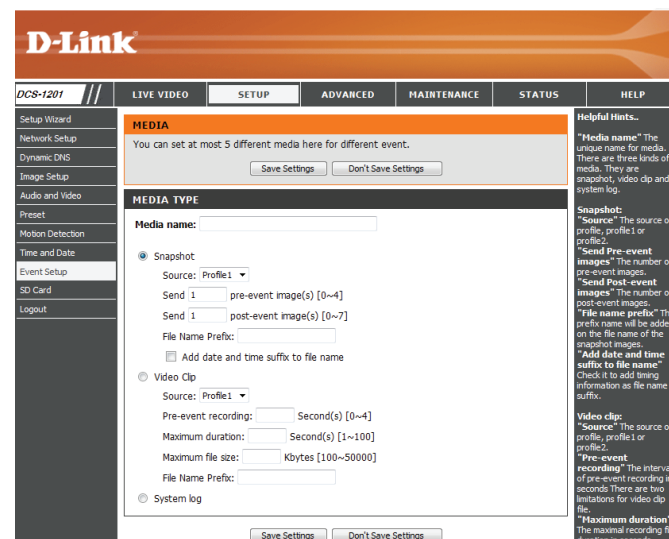 D-Link
DCS-1201
LIVE VIDEO
SETUP
ADVANCED
MAINTENANCE
STATUS
HELP
Setup Wizard
Network Setup
Dynamic DNS
Image Setup
Audio and Video
Preset
Motion Detection
Time and Date
Event Setup
SD Card
Logout
MEDIA
You can set at most 5 different media here for different event.
Save Settings
Don't Save Settings
MEDIA TYPE
Media name:
Snapshot
Source: Profile1
Send 1 pre-event image(s) [0~4]
Send 1 post-event image(s) [0~7]
File Name Prefix:
Add date and time suffix to file name
Video Clip
Source: Profile1
Pre-event recording: Second(s) [0~4]
Maximum duration: Second(s) [1~100]
Maximum file size: Kbytes [100~50000]
File Name Prefix:
System log
Save Settings
Don't Save Settings
Helpful Hints..
"Media name" The
unique name for media.
There are three kinds of
media. They are
snapshot, video clip and
system log.
Snapshot:
"Source" The source o
profile, profile1 or
profile2.
"Send Pre-event
images" The number o
pre-event images.
"Send Post-event
images" The number o
post-event images.
"File name prefix" Th
prefix name will be adde
on the file name of the
snapshot images.
"Add date and time
suffix to file name"
Check it to add timing
information as file name
suffix.
Video clip:
"Source" The source o
profile, profile1 or
profile2.
"Pre-event
recording" The interva
of pre-event recording in
seconds There are two
limitations for video clip
file.
"Maximum duration"
The maximal recording fi